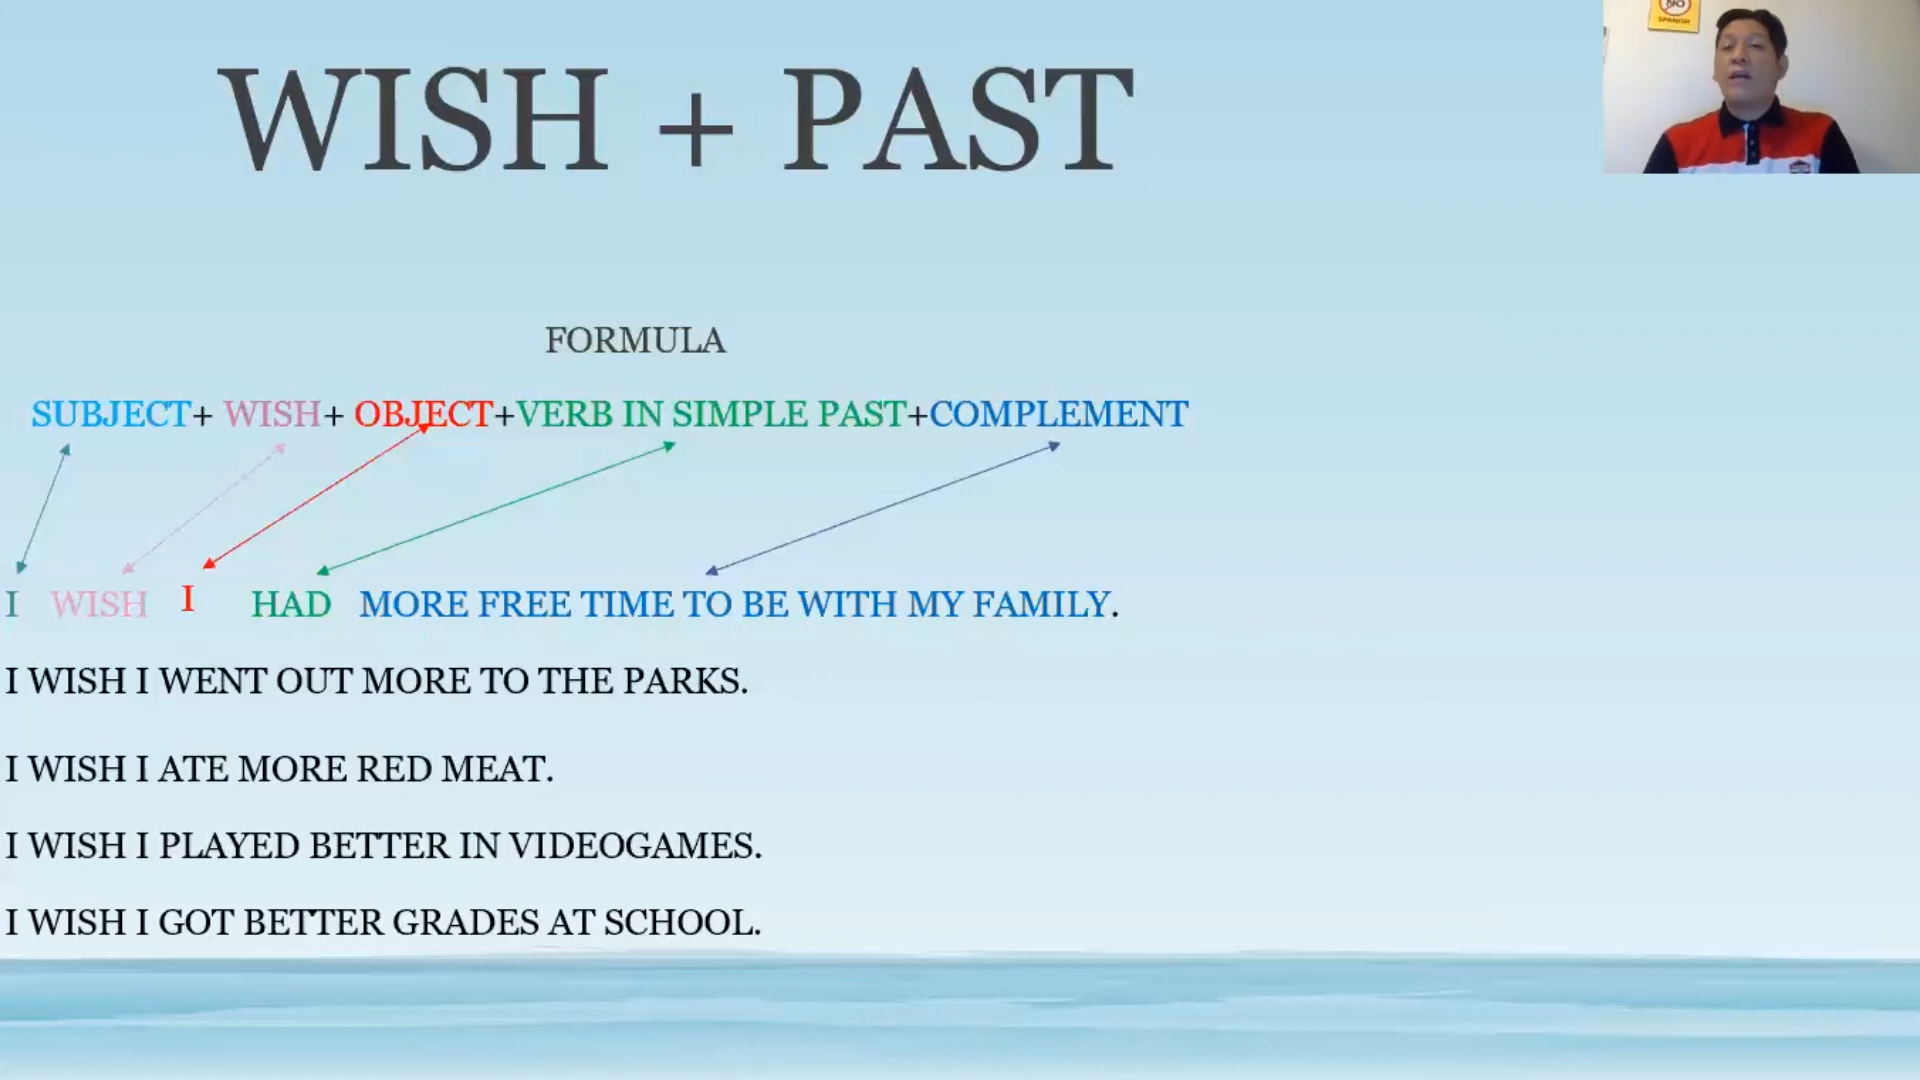 NO
SPANISH
WISH + PAST
FORMULA
SUBJECT+ WISH+ OBJECT+VERB IN SIMPLE PAST+COMPLEMENT
I WISH I HAD MORE FREE TIME TO BE WITH MY FAMILY.
I WISH I WENT OUT MORE TO THE PARKS.
I WISH I ATE MORE RED MEAT.
I WISH I PLAYED BETTER IN VIDEOGAMES.
I WISH I GOT BETTER GRADES AT SCHOOL.